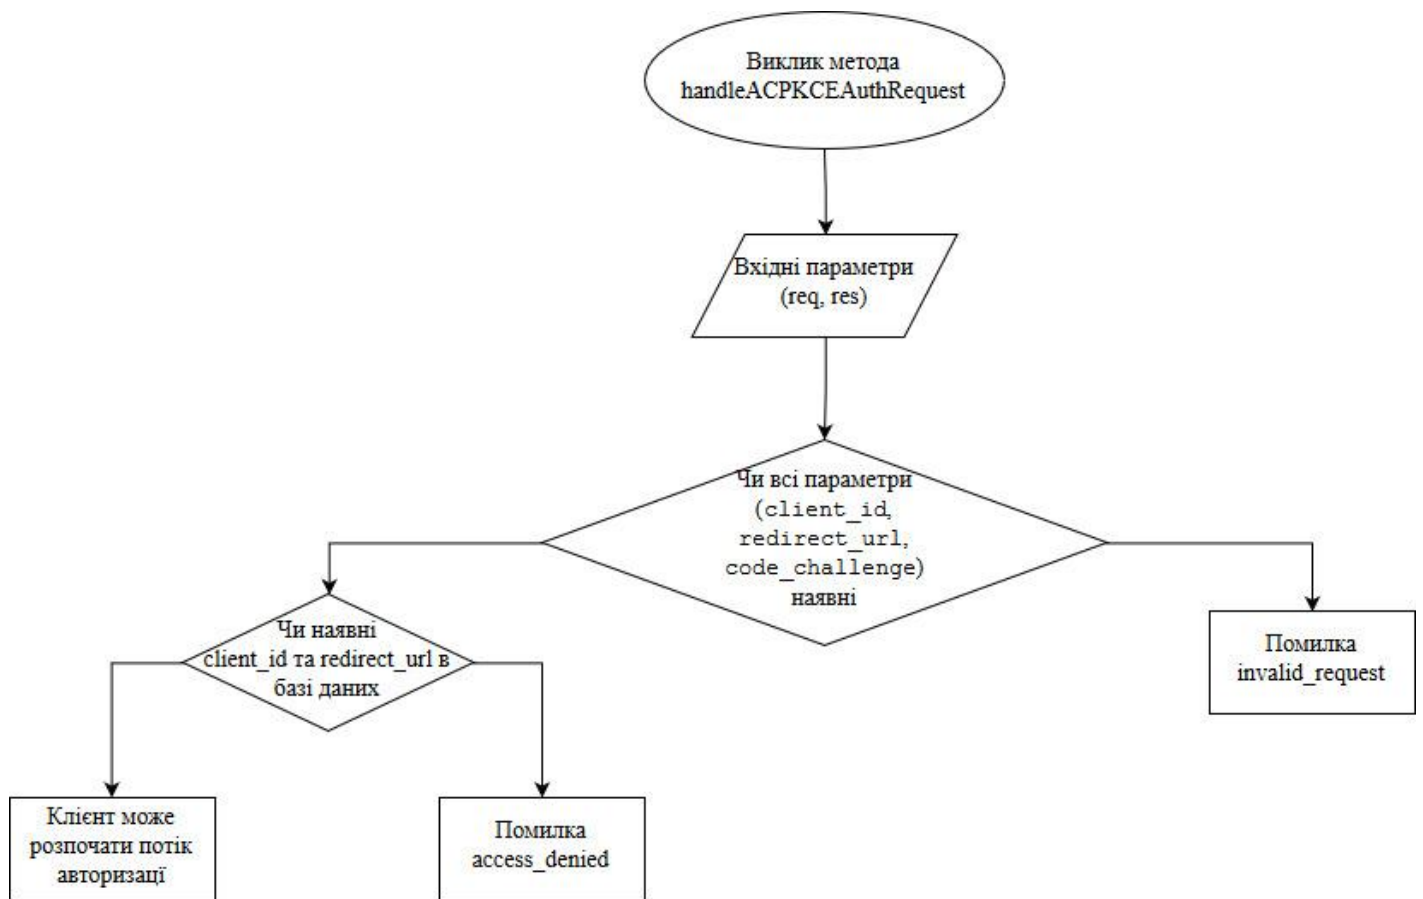 Виклик метода
handleACPKCEAuthRequest
Вхідні параметри
(req, res)
Чи всі параметри
(client_id,
redirect_url,
code_challenge)
наявні
Чи наявні
client_id та redirect_url в
базі даних
Помилка
invalid_request
Клієнт може
розпочати потік
авторизації
Помилка
access_denied